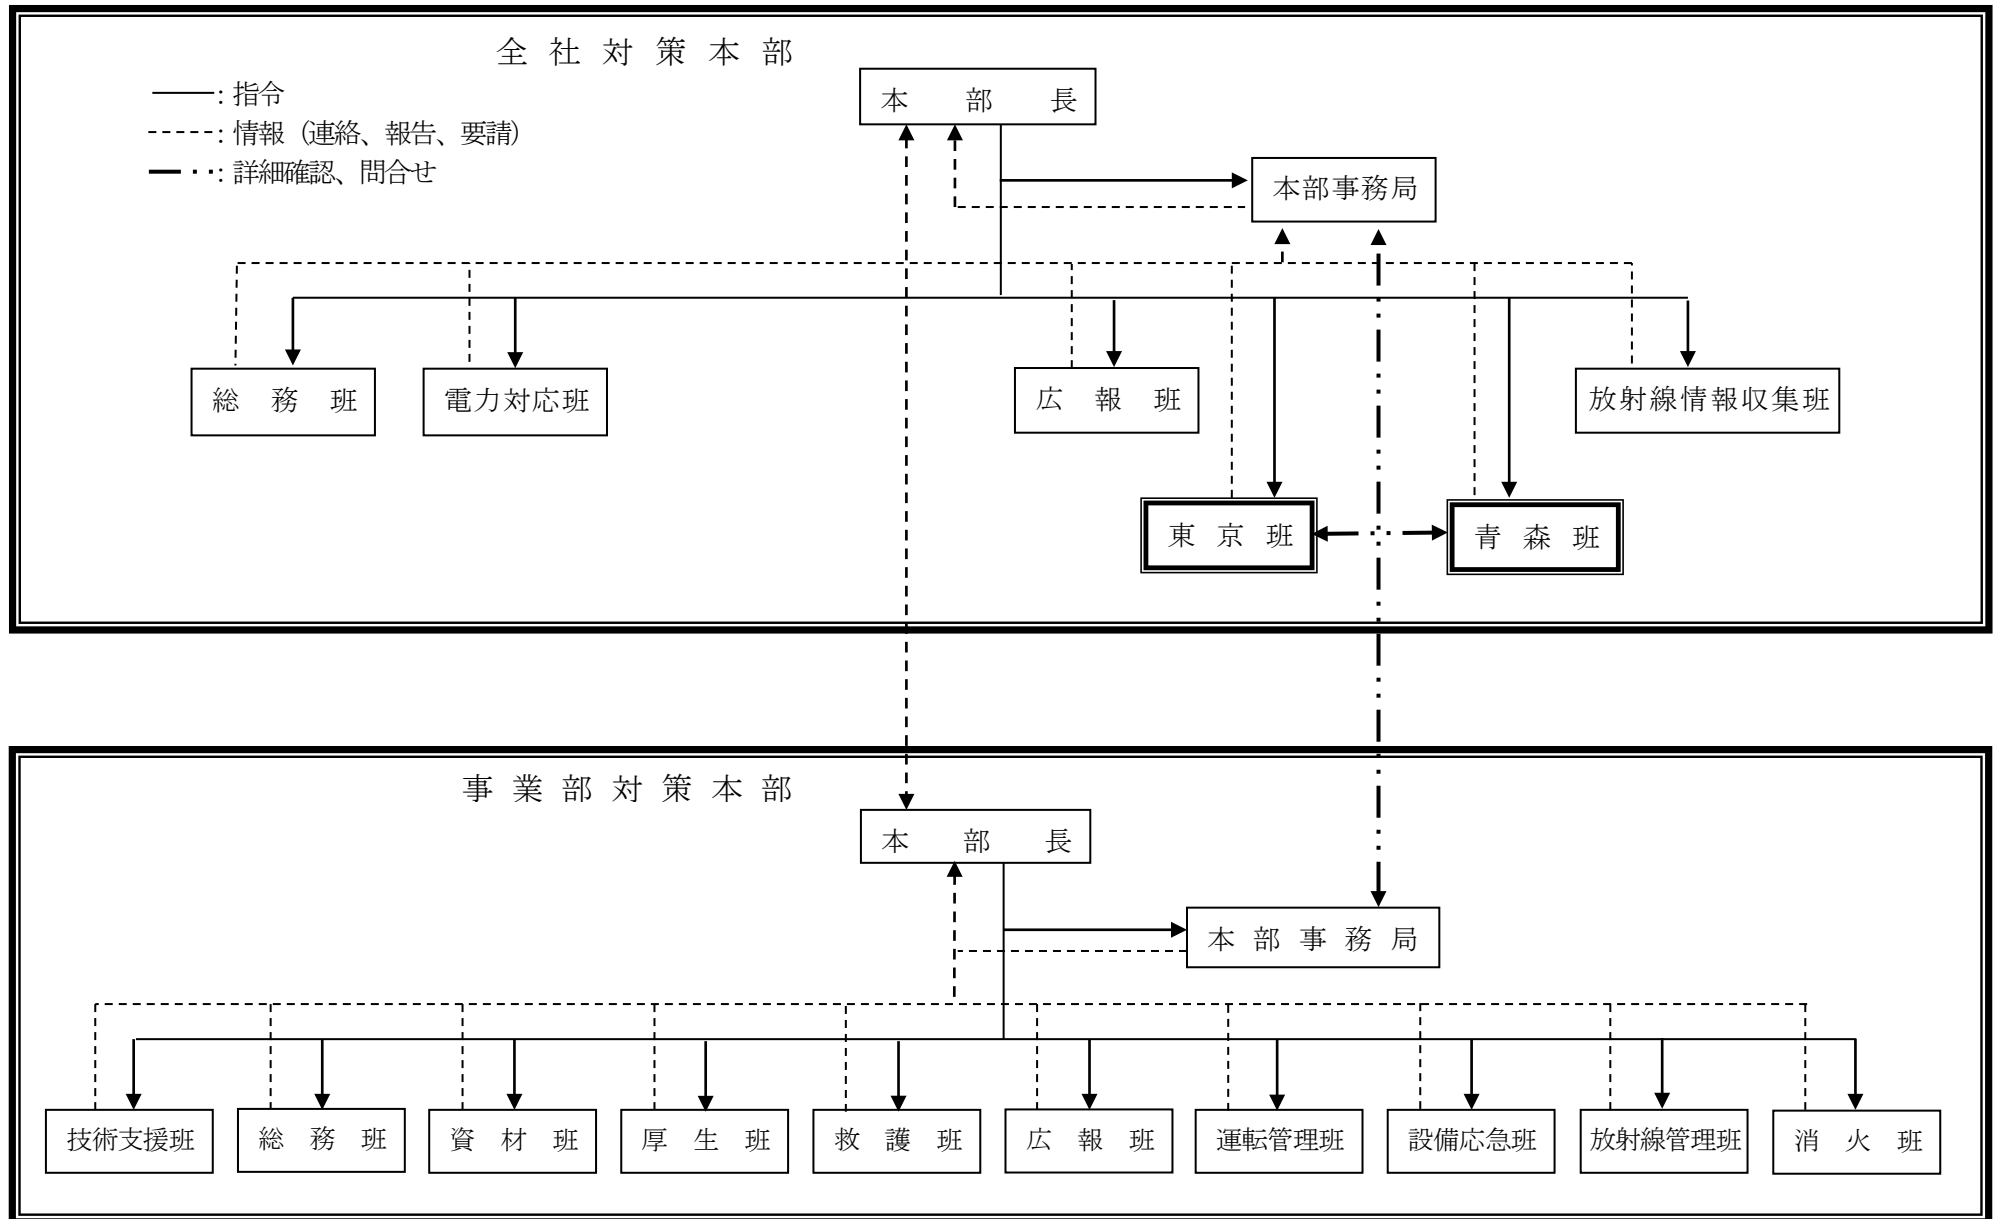 全社対策本部
：指令
：情報（連絡、報告、要請）
：詳細確認、問合せ
本部長
本部事務局
総務班
電力対応班
広報班
放射線情報収集班
東京班
青森班
事業部対策本部
本部長
本部事務局
技術支援班
総務班
資材班
厚生班
救護班
広報班
運転管理班
設備応急班
放射線管理班
消火班